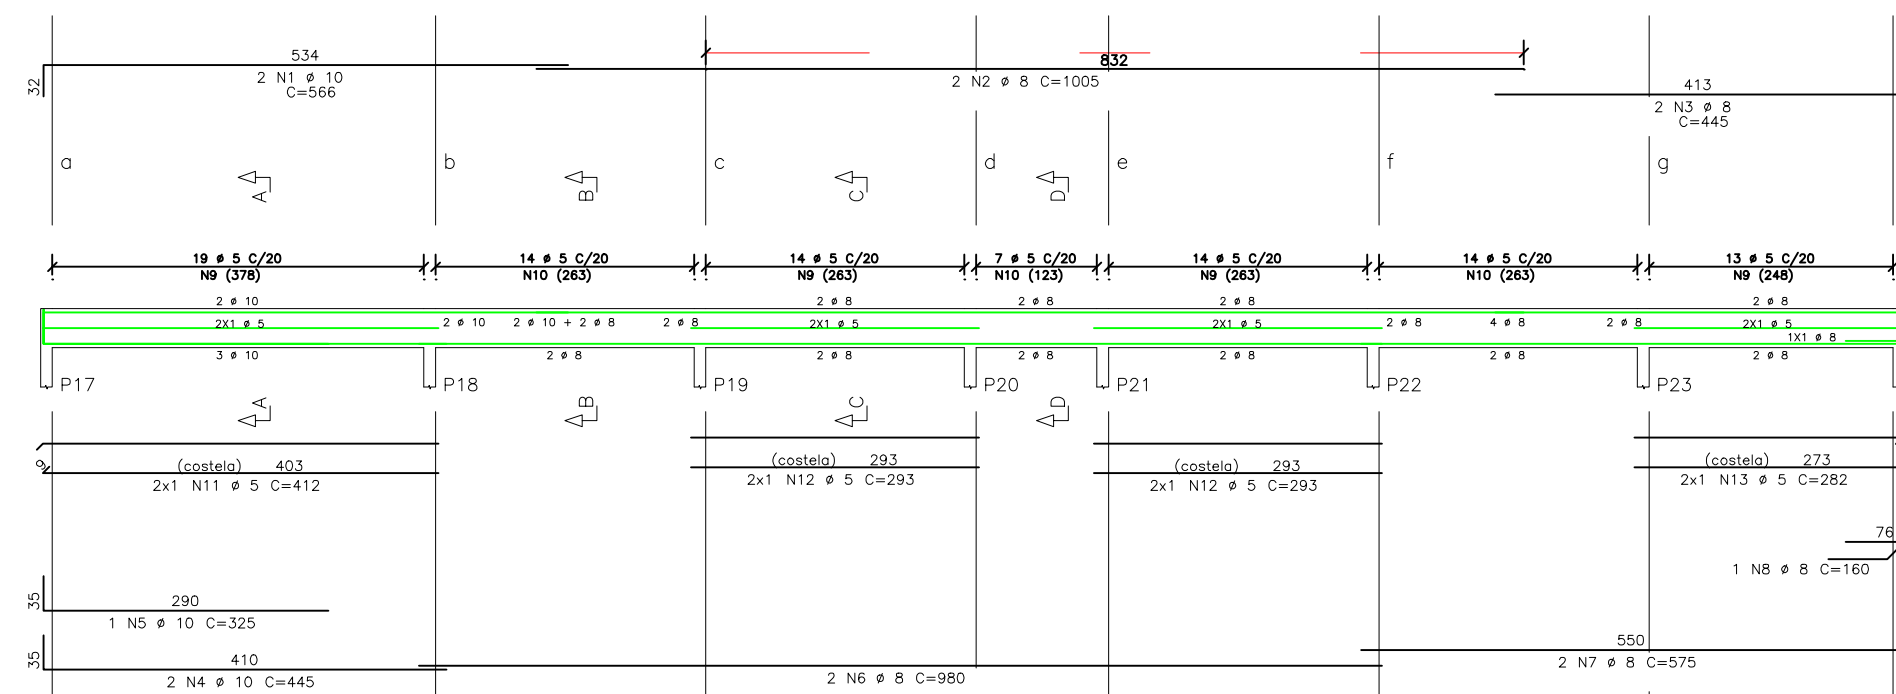 534
2 N1 ø 10
C=566
32
832
2 N2 ø 8 C=1005
413
2 N3 ø 8
C=445
a
b
c
d
e
f
g
A
B
C
D
19 ø 5 C/20
N9 (378)
14 ø 5 C/20
N10 (263)
14 ø 5 C/20
N9 (263)
7 ø 5 C/20
N10 (123)
14 ø 5 C/20
N9 (263)
14 ø 5 C/20
N10 (263)
13 ø 5 C/20
N9 (248)
2 ø 10
2 ø 8
2 ø 8
2 ø 8
2 ø 8
2X1 ø 5
2 ø 10
2 ø 10 + 2 ø 8
2 ø 8
2X1 ø 5
2X1 ø 5
2 ø 8
4 ø 8
2 ø 8
2X1 ø 5
1X1 ø 8
3 ø 10
2 ø 8
2 ø 8
2 ø 8
2 ø 8
2 ø 8
2 ø 8
P17
P18
P19
P20
P21
P22
P23
A
B
C
D
9
(costela) 403
2x1 N11 ø 5 C=412
(costela) 293
2x1 N12 ø 5 C=293
(costela) 293
2x1 N12 ø 5 C=293
(costela) 273
2x1 N13 ø 5 C=282
76
1 N8 ø 8 C=160
35
290
1 N5 ø 10 C=325
35
410
2 N4 ø 10 C=445
2 N6 ø 8 C=980
550
2 N7 ø 8 C=575